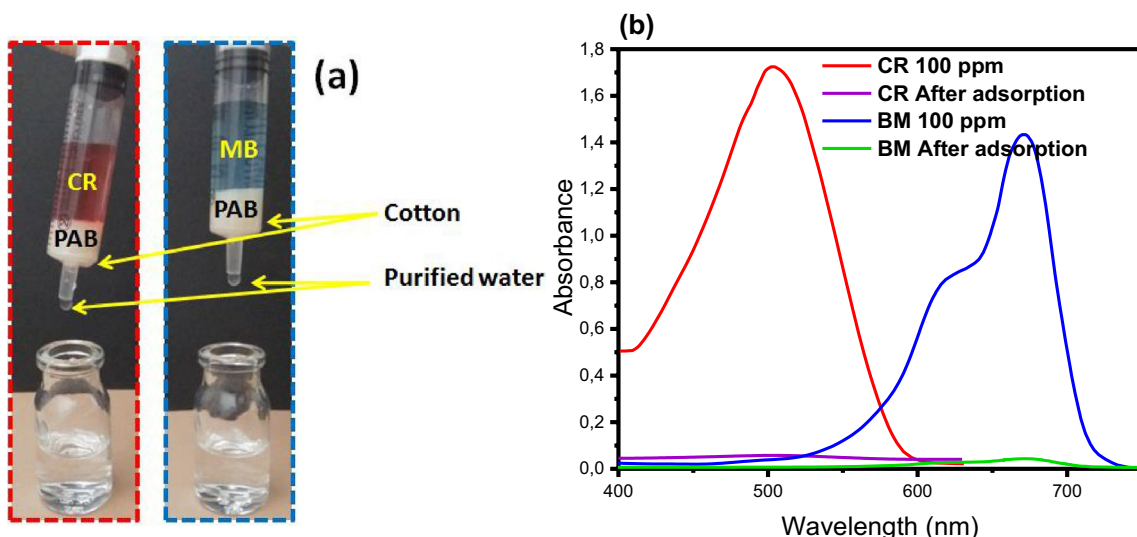 (a)
CR
PAB
MB
PAB
Cotton
Purified water
(b)
CR 100 ppm
CR After adsorption
BM 100 ppm
BM After adsorption
Absorbance
1,8
1,6
1,4
1,2
1,0
0,8
0,6
0,4
0,2
0,0
400
500
600
700
Wavelength (nm)